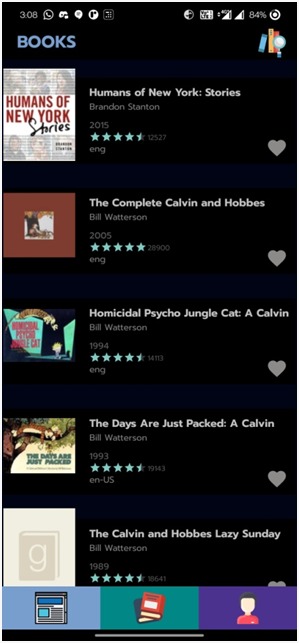 3:08
84%
BOOKS
HUMANS OF
NEW YORK
Stories
BRANDON
STANTON
Humans of New York: Stories
Brandon Stanton
2015
12527
eng
The Complete Calvin and Hobbes
Bill Watterson
2005
28900
eng
HOMICIDAL
PSYCHO
JUNGLE CAT
Homicidal Psycho Jungle Cat: A Calvin
Bill Watterson
1994
14113
eng
THE DAYS ARE
JUST PACKED
The Days Are Just Packed: A Calvin
Bill Watterson
1993
19143
en-US
g
The Calvin and Hobbes Lazy Sunday
Bill Watterson
1989
18641